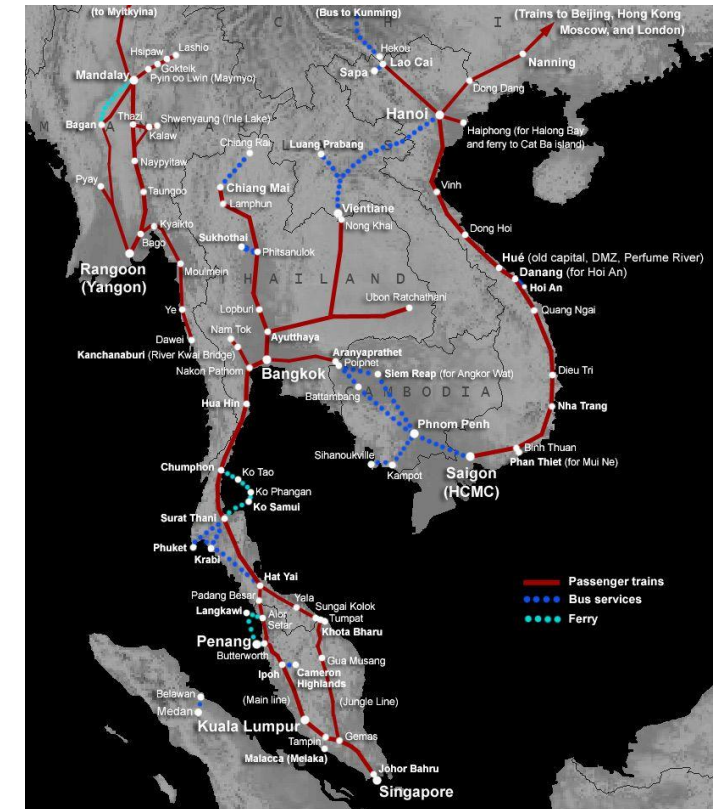 (to Myitkyina)
(Bus to Kunming)
C H I
(Trains to Beijing, Hong Kong
Moscow, and London)
Hekou
Lao Cai
Sapa
Nanning
Dong Dang
Lashio
Hsipaw
Gokteik
Mandalay
Pyin oo Lwin (Maymyo)
Hanoi
Haiphong (for Halong Bay
and ferry to Cat Ba island)
Bagan
Thazi
Shwenyaung (Inle Lake)
Kalaw
Chiang Rai
Luang Prabang
Naypyitaw
Pyay
Taungoo
Chiang Mai
Lamphun
Vinh
Vientiane
Nong Khai
Kyaikto
Bago
Sukhothai
Phitsanulok
Dong Hoi
Rangoon
(Yangon)
Moulmein
Hué (old capital, DMZ, Perfume River)
Danang (for Hoi An)
Hoi An
T H A I L A N D
Ubon Ratchathani
Quang Ngai
Ye
Lopburi
Nam Tok
Dawei
Ayutthaya
Kanchanaburi (River Kwai Bridge)
Nakon Pathom
Bangkok
Aranyaprathet
Poipet
Siem Reap (for Angkor Wat)
Dieu Tri
Battambang
C A M B O D I A
Hua Hin
Nha Trang
Phnom Penh
Binh Thuan
Phan Thiet (for Mui Ne)
Sihanoukville
Kampot
Saigon
(HCMC)
Chumphon
Ko Tao
Ko Phangan
Ko Samui
Surat Thani
Phuket
Krabi
Hat Yai
Passenger trains
Bus services
Ferry
Padang Besar
Yala
Sungai Kolok
Tumpat
Khota Bharu
Langkawi
Alor
Setar
Penang
Butterworth
Gua Musang
Ipoh
Cameron
Highlands
(Main line)
(Jungle Line)
Belawan
Medan
Kuala Lumpur
Tampin
Gemas
Malacca (Melaka)
Johor Bahru
Singapore